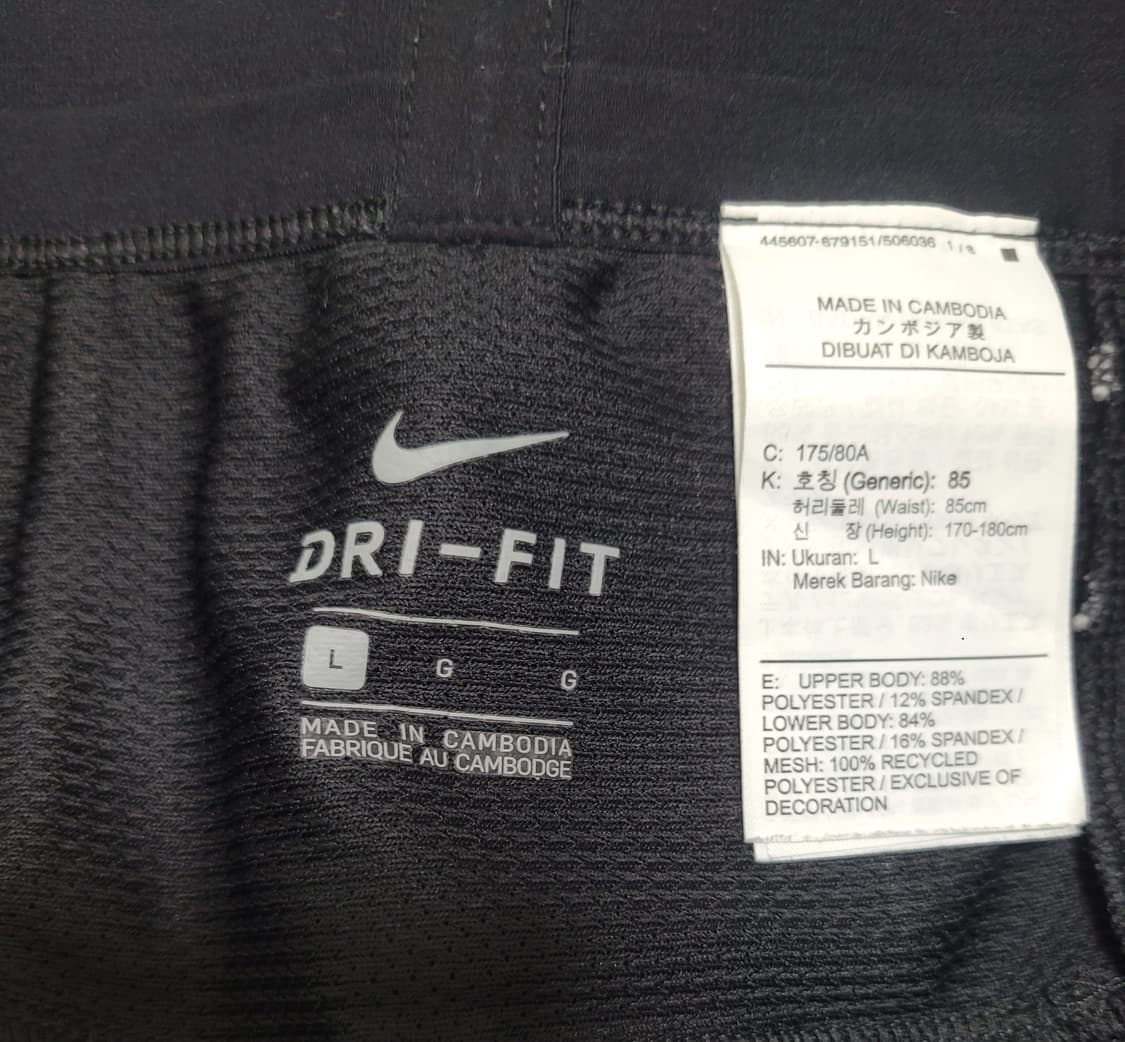 DRI-FIT
L G G
MADE IN CAMBODIA
FABRIQUE AU CAMBODGE
445607-679151/506036 1/8
MADE IN CAMBODIA
カンボジア製
DIBUAT DI KAMBOJA
C: 175/80A
K: 호칭 (Generic): 85
허리둘레 (Waist): 85cm
신 장 (Height): 170-180cm
IN: Ukuran: L
Merek Barang: Nike
E: UPPER BODY: 88%
POLYESTER / 12% SPANDEX /
LOWER BODY: 84%
POLYESTER / 16% SPANDEX /
MESH: 100% RECYCLED
POLYESTER / EXCLUSIVE OF
DECORATION